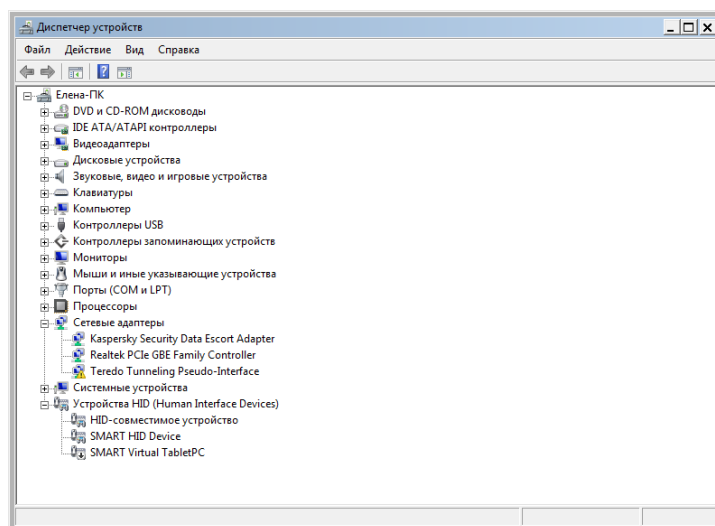 Диспетчер устройств
Файл Действие Вид Справка
Елена-ПК
DVD и CD-ROM дисководы
IDE ATA/ATAPI контроллеры
Видеоадаптеры
Дисковые устройства
Звуковые, видео и игровые устройства
Клавиатуры
Компьютер
Контроллеры USB
Контроллеры запоминающих устройств
Мониторы
Мыши и иные указывающие устройства
Порты (COM и LPT)
Процессоры
Сетевые адаптеры
Kaspersky Security Data Escort Adapter
Realtek PCIe GBE Family Controller
Teredo Tunneling Pseudo-Interface
Системные устройства
Устройства HID (Human Interface Devices)
HID-совместимое устройство
SMART HID Device
SMART Virtual TabletPC